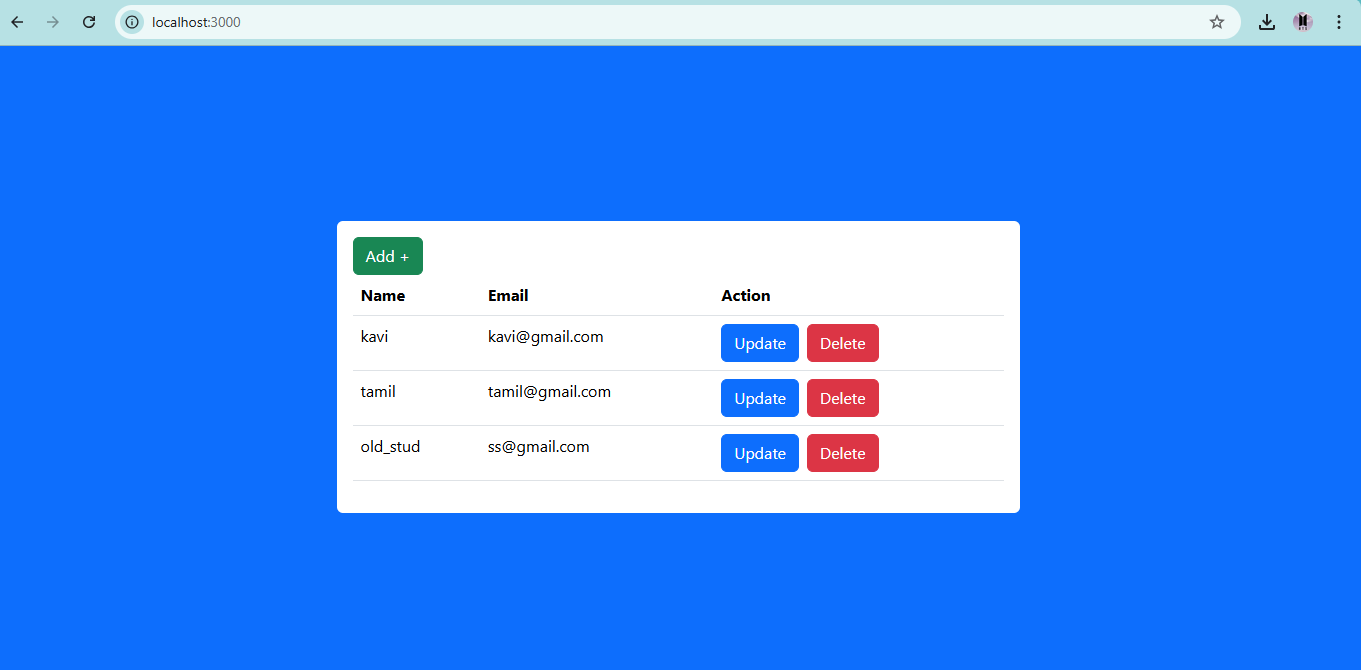 localhost:3000
Add +
Name Email Action
kavi kavi@gmail.com Update Delete
tamil tamil@gmail.com Update Delete
old_stud ss@gmail.com Update Delete